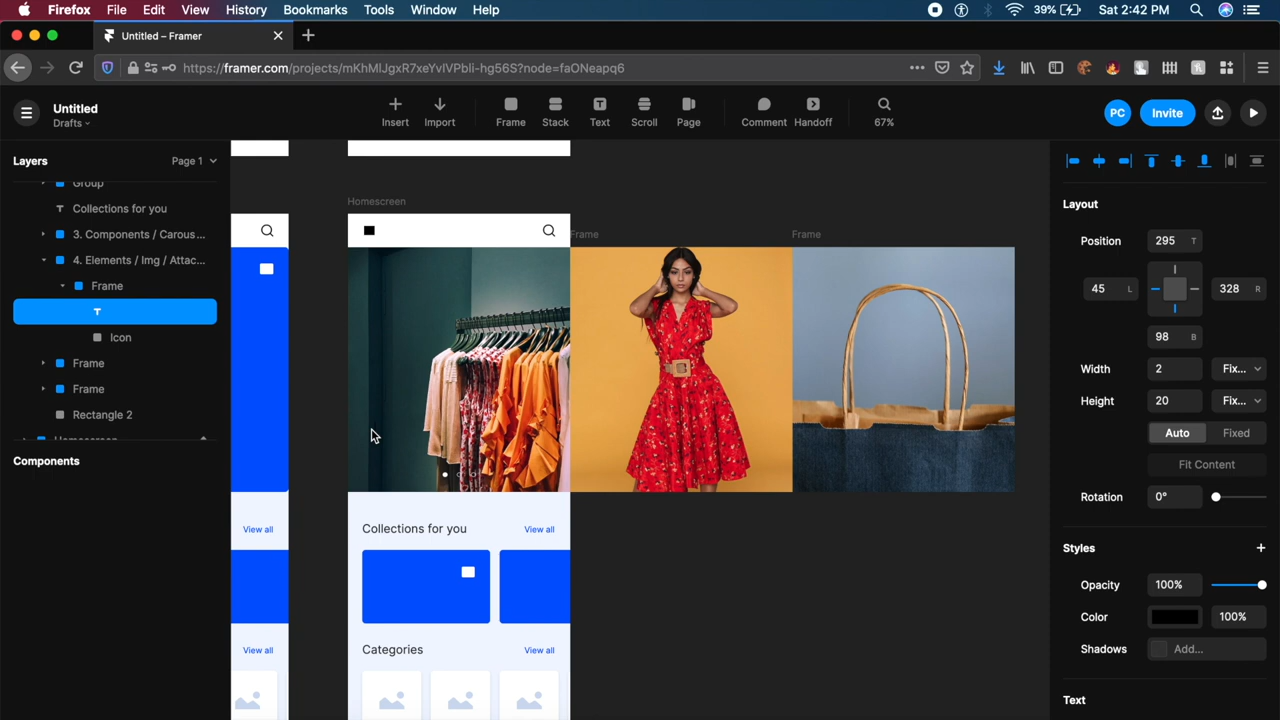 Firefox File Edit View History Bookmarks Tools Window Help 39% Sat 2:42 PM
Untitled – Framer
https://framer.com/projects/mKhMlJgxR7xeYvIVPbli-hg56S?node=faONeapq6
Untitled
Drafts
Insert Import Frame Stack Text Scroll Page Comment Handoff 67% PC Invite
Layers Page 1
Group
Collections for you
3. Components / Carous...
4. Elements / Img / Attac...
Frame
T
Icon
Frame
Frame
Rectangle 2
Homescreen
Components
Homescreen
Frame
Frame
View all
Collections for you View all
View all
Categories View all
Layout
Position 295 T
45 L 328 R
98 B
Width 2 Fix...
Height 20 Fix...
Auto Fixed
Fit Content
Rotation 0°
Styles +
Opacity 100%
Color 100%
Shadows Add...
Text